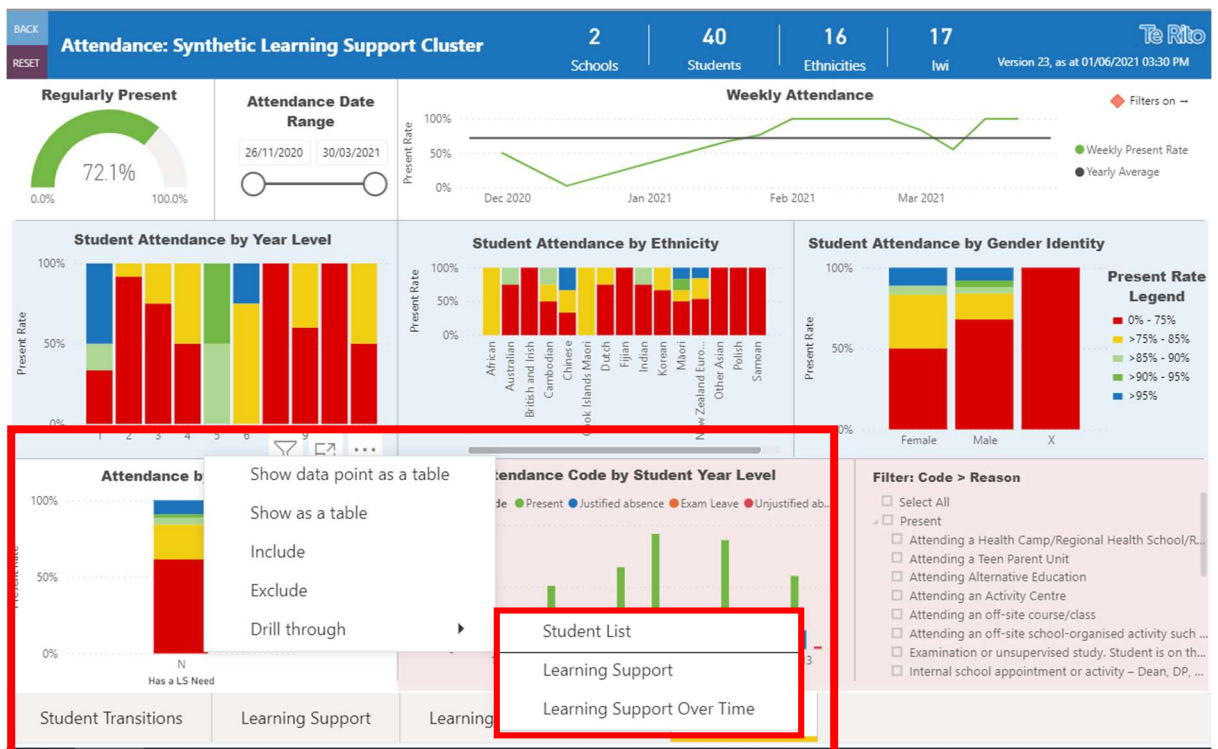 BACK
RESET
Attendance: Synthetic Learning Support Cluster
2
Schools
40
Students
16
Ethnicities
17
Iwi
Te Rito
Version 23, as at 01/06/2021 03:30 PM
Regularly Present
72.1%
0.0%
100.0%
Attendance Date
Range
26/11/2020
30/03/2021
Weekly Attendance
Filters on →
Present Rate
100%
50%
0%
Dec 2020
Jan 2021
Feb 2021
Mar 2021
Weekly Present Rate
Yearly Average
Student Attendance by Year Level
Present Rate
100%
50%
0%
1 2 3 4 5 6 9
Student Attendance by Ethnicity
Present Rate
100%
50%
0%
African
Australian
British and Irish
Cambodian
Chinese
ook Islands Maori
Dutch
Fijian
Indian
Korean
Māori
New Zealand Euro...
Other Asian
Polish
Samoan
Student Attendance by Gender Identity
Present Rate
100%
50%
0%
Female
Male
X
Present Rate
Legend
0% - 75%
>75% - 85%
>85% - 90%
>90% - 95%
>95%
Attendance b
Present Rate
100%
50%
0%
N
Has a LS Need
Show data point as a table
Show as a table
Include
Exclude
Drill through
Student List
Learning Support
Learning Support Over Time
tendance Code by Student Year Level
de Present Justified absence Exam Leave Unjustified ab..
1
3
Filter: Code > Reason
Select All
Present
Attending a Health Camp/Regional Health School/R...
Attending a Teen Parent Unit
Attending Alternative Education
Attending an Activity Centre
Attending an off-site course/class
Attending an off-site school-organised activity such ...
Examination or unsupervised study. Student is on th...
Internal school appointment or activity – Dean, DP, ...
Student Transitions
Learning Support
Learning